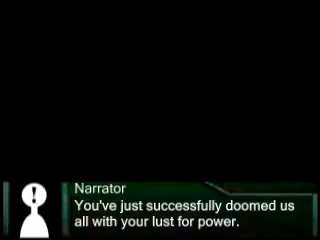 Narrator
You've just successfully doomed us
all with your lust for power.